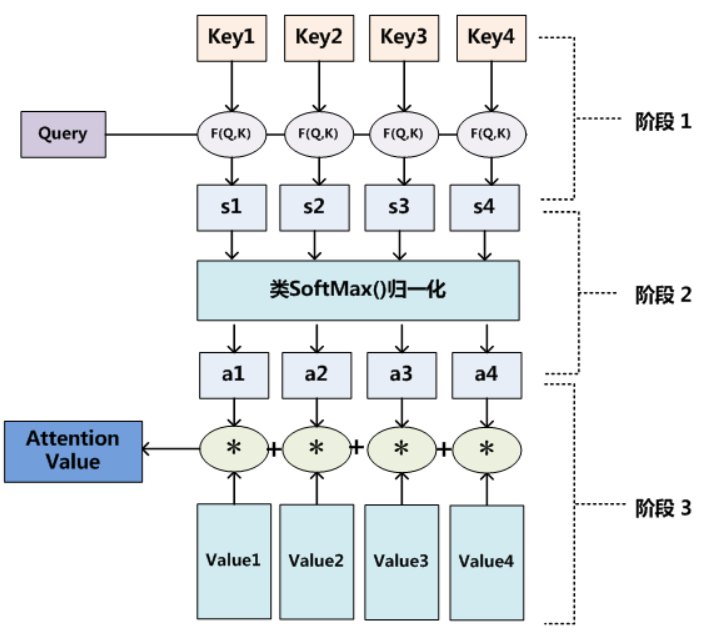 Key1 Key2 Key3 Key4
阶段 1
Query F(Q,K) F(Q,K) F(Q,K) F(Q,K)
s1 s2 s3 s4
类SoftMax()归一化
阶段 2
a1 a2 a3 a4
Attention
Value
* + * + * + *
阶段 3
Value1 Value2 Value3 Value4